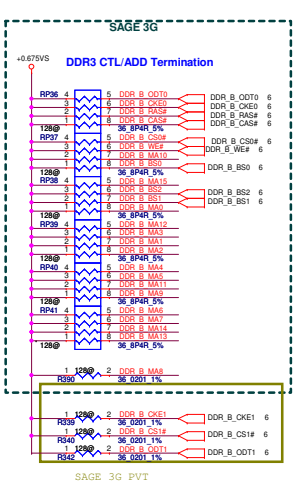 SAGE 3G
+0.675VS
DDR3 CTL/ADD Termination
RP36 4 5 DDR_B_ODT0 DDR_B_ODT0 6
3 6 DDR_B_CKE0 DDR_B_CKE0 6
2 7 DDR_B_RAS# DDR_B_RAS# 6
1 8 DDR_B_CAS# DDR_B_CAS# 6
128@ 36_8P4R_5%
RP37 4 5 DDR_B_CS0# DDR_B_CS0# 6
3 6 DDR_B_WE# DDR_B_WE# 6
2 7 DDR_B_MA10
1 8 DDR_B_BS0 DDR_B_BS0 6
128@ 36_8P4R_5%
RP38 4 5 DDR_B_MA15
3 6 DDR_B_BS2 DDR_B_BS2 6
2 7 DDR_B_BS1 DDR_B_BS1 6
1 8 DDR_B_MA0
128@ 36_8P4R_5%
RP39 4 5 DDR_B_MA12
3 6 DDR_B_MA3
2 7 DDR_B_MA1
1 8 DDR_B_MA2
128@ 36_8P4R_5%
RP40 4 5 DDR_B_MA4
3 6 DDR_B_MA5
2 7 DDR_B_MA11
1 8 DDR_B_MA9
128@ 36_8P4R_5%
RP41 4 5 DDR_B_MA6
3 6 DDR_B_MA7
2 7 DDR_B_MA14
1 8 DDR_B_MA13
128@ 36_8P4R_5%
1 128@ 2 DDR_B_MA8
R390 36_0201_1%
1 128@ 2 DDR_B_CKE1 DDR_B_CKE1 6
R339 36_0201_1%
1 128@ 2 DDR_B_CS1# DDR_B_CS1# 6
R340 36_0201_1%
1 128@ 2 DDR_B_ODT1 DDR_B_ODT1 6
R342 36_0201_1%
SAGE 3G PVT